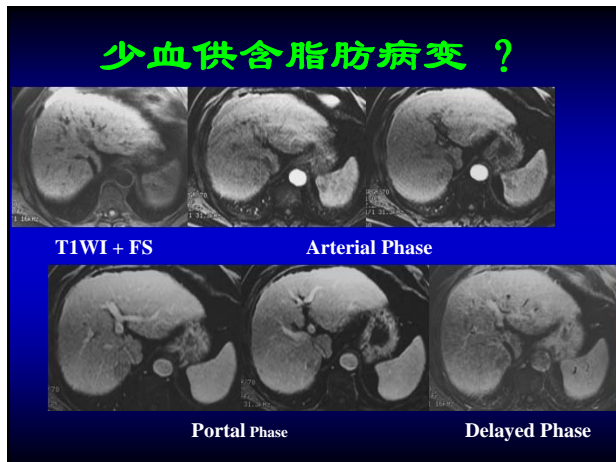 少血供含脂肪病变 ?
T1WI + FS
Arterial Phase
Portal Phase
Delayed Phase